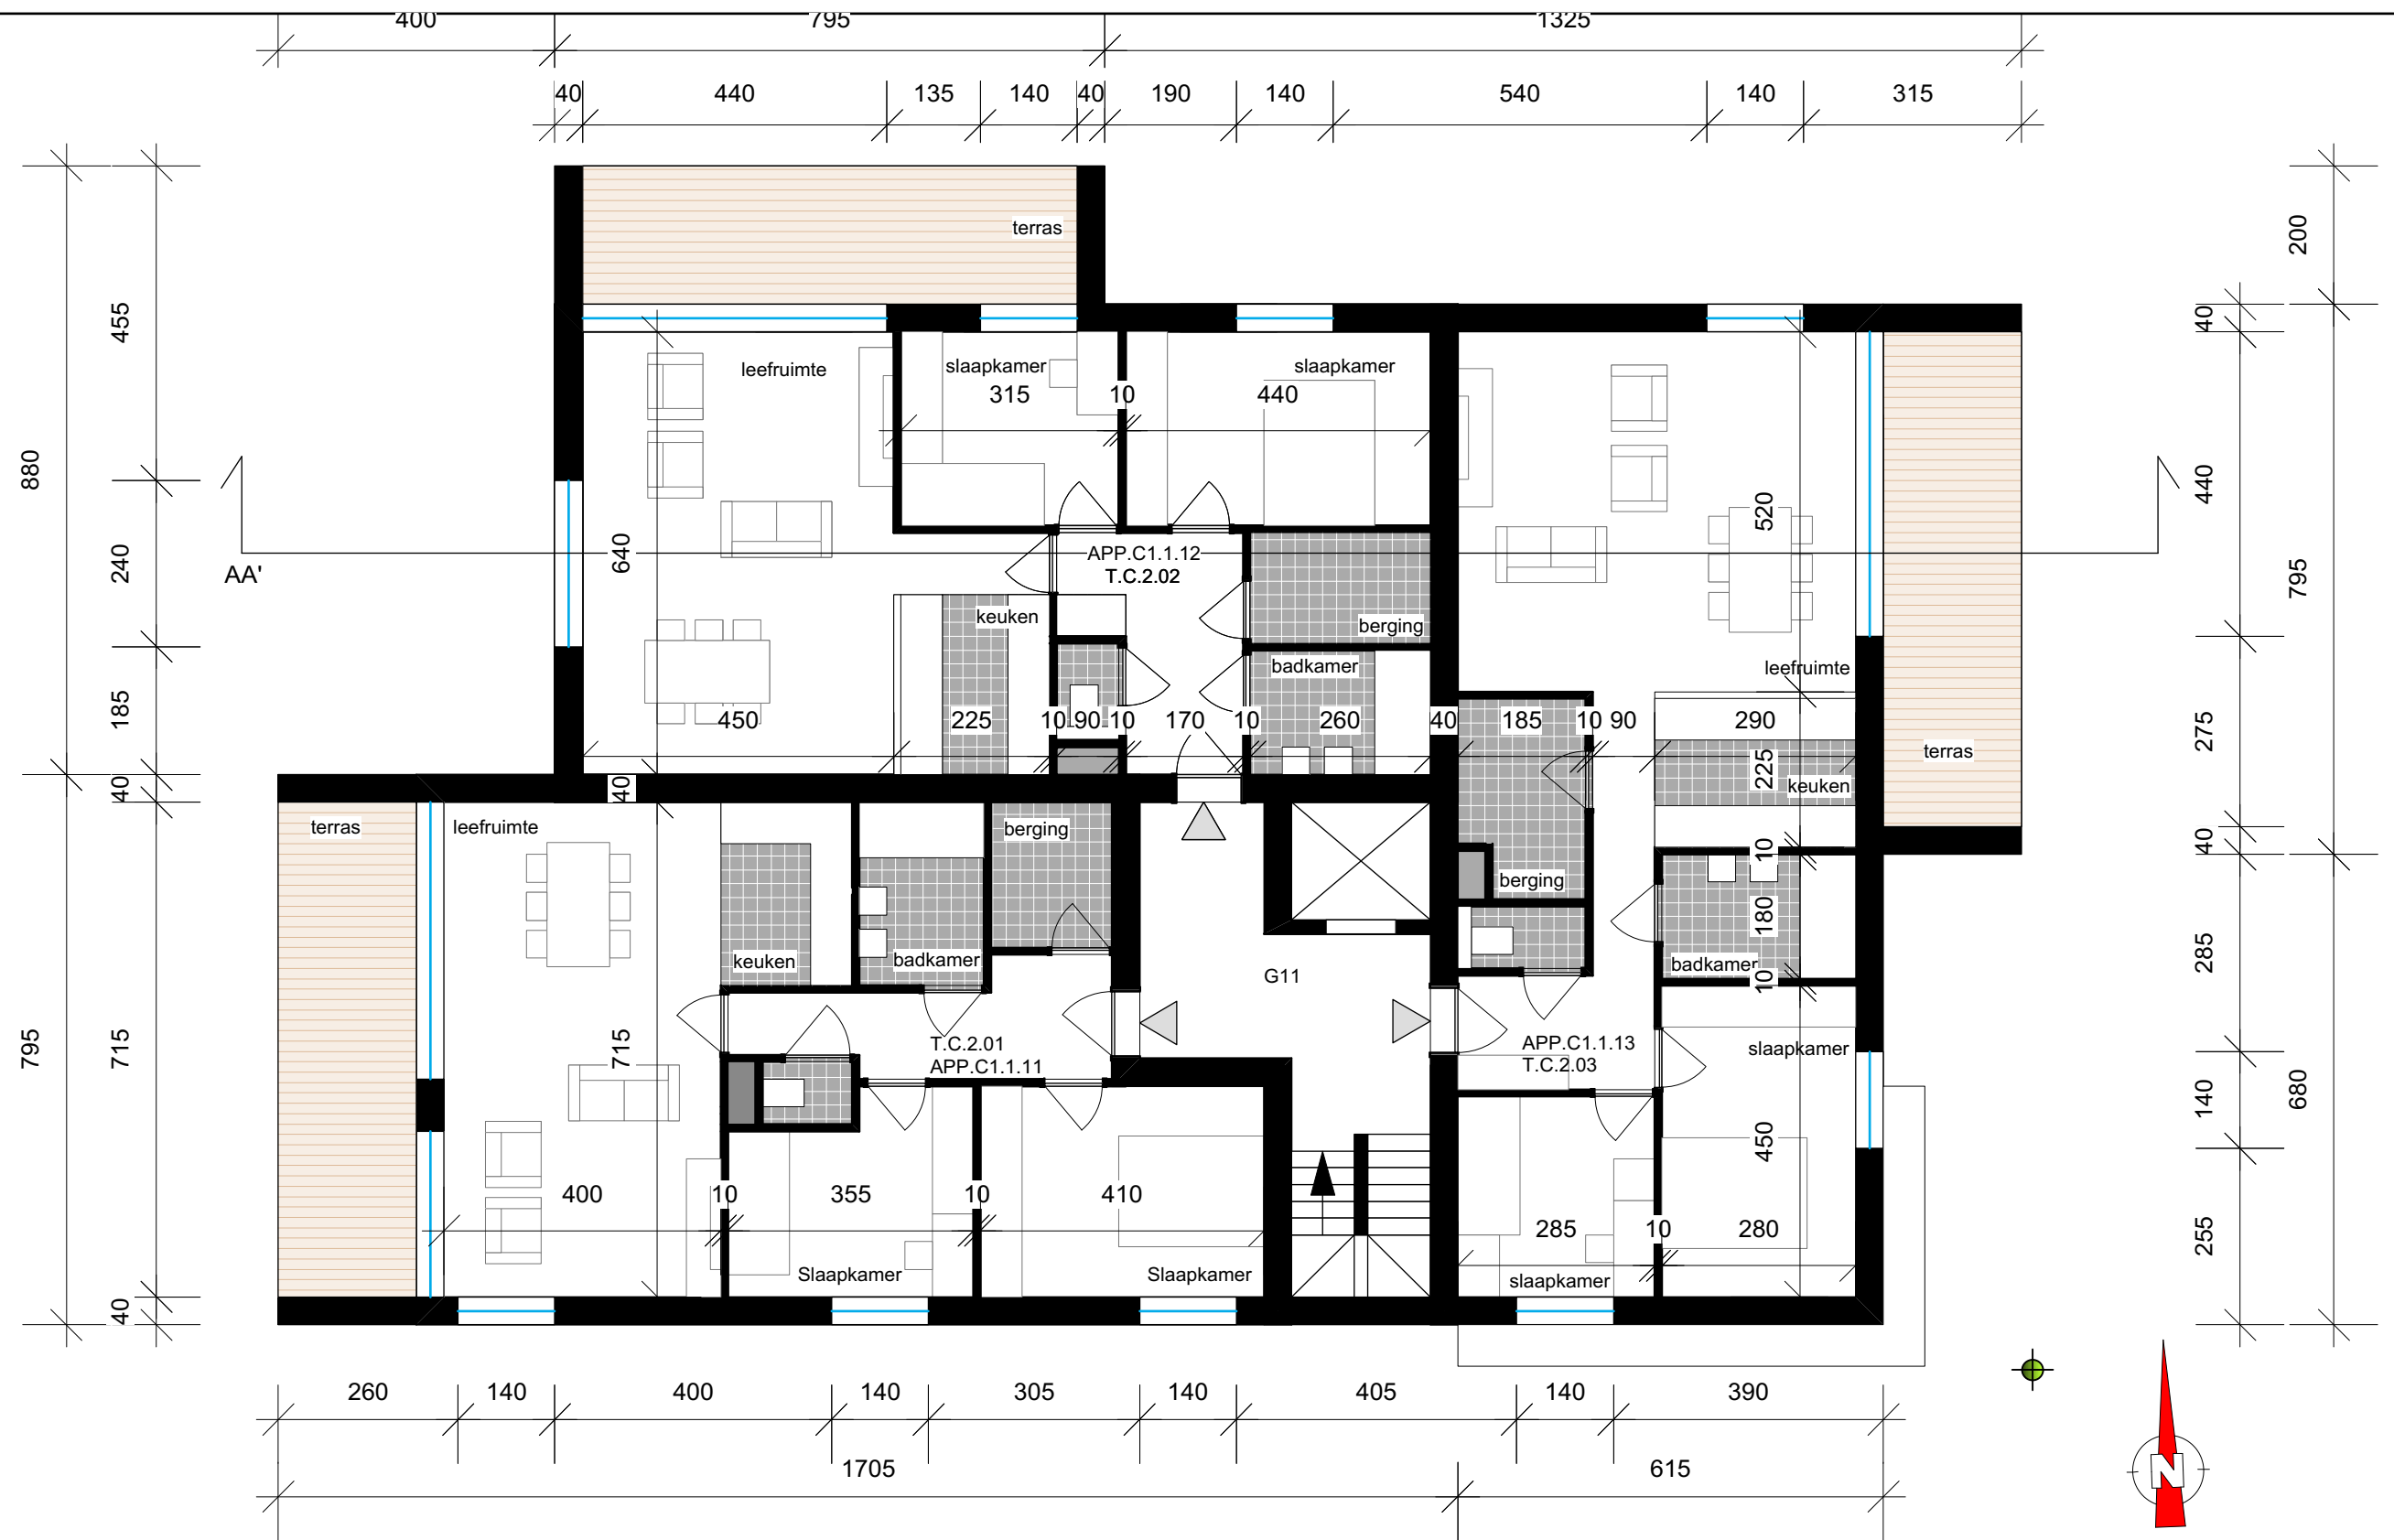 400 795 1325
40 440 135 140 40 190 140 540 140 315
terras
200
455
40
leefruimte slaapkamer slaapkamer
315 10 440
880
440
520
640
APP.C1.1.12
T.C.2.02
240
AA'
795
keuken
berging
badkamer
leefruimte
185
450 225 10 90 10 170 10 260 40 185 10 90 290
275
terras
225
keuken
40
40
terras leefruimte
berging
40
10
berging
180
keuken badkamer
badkamer
10
285
G11
795
715
715
T.C.2.01
APP.C1.1.11
APP.C1.1.13
T.C.2.03
slaapkamer
140
680
450
400 10 355 10 410
285 10 280
255
Slaapkamer Slaapkamer slaapkamer
40
260 140 400 140 305 140 405 140 390
1705 615
N